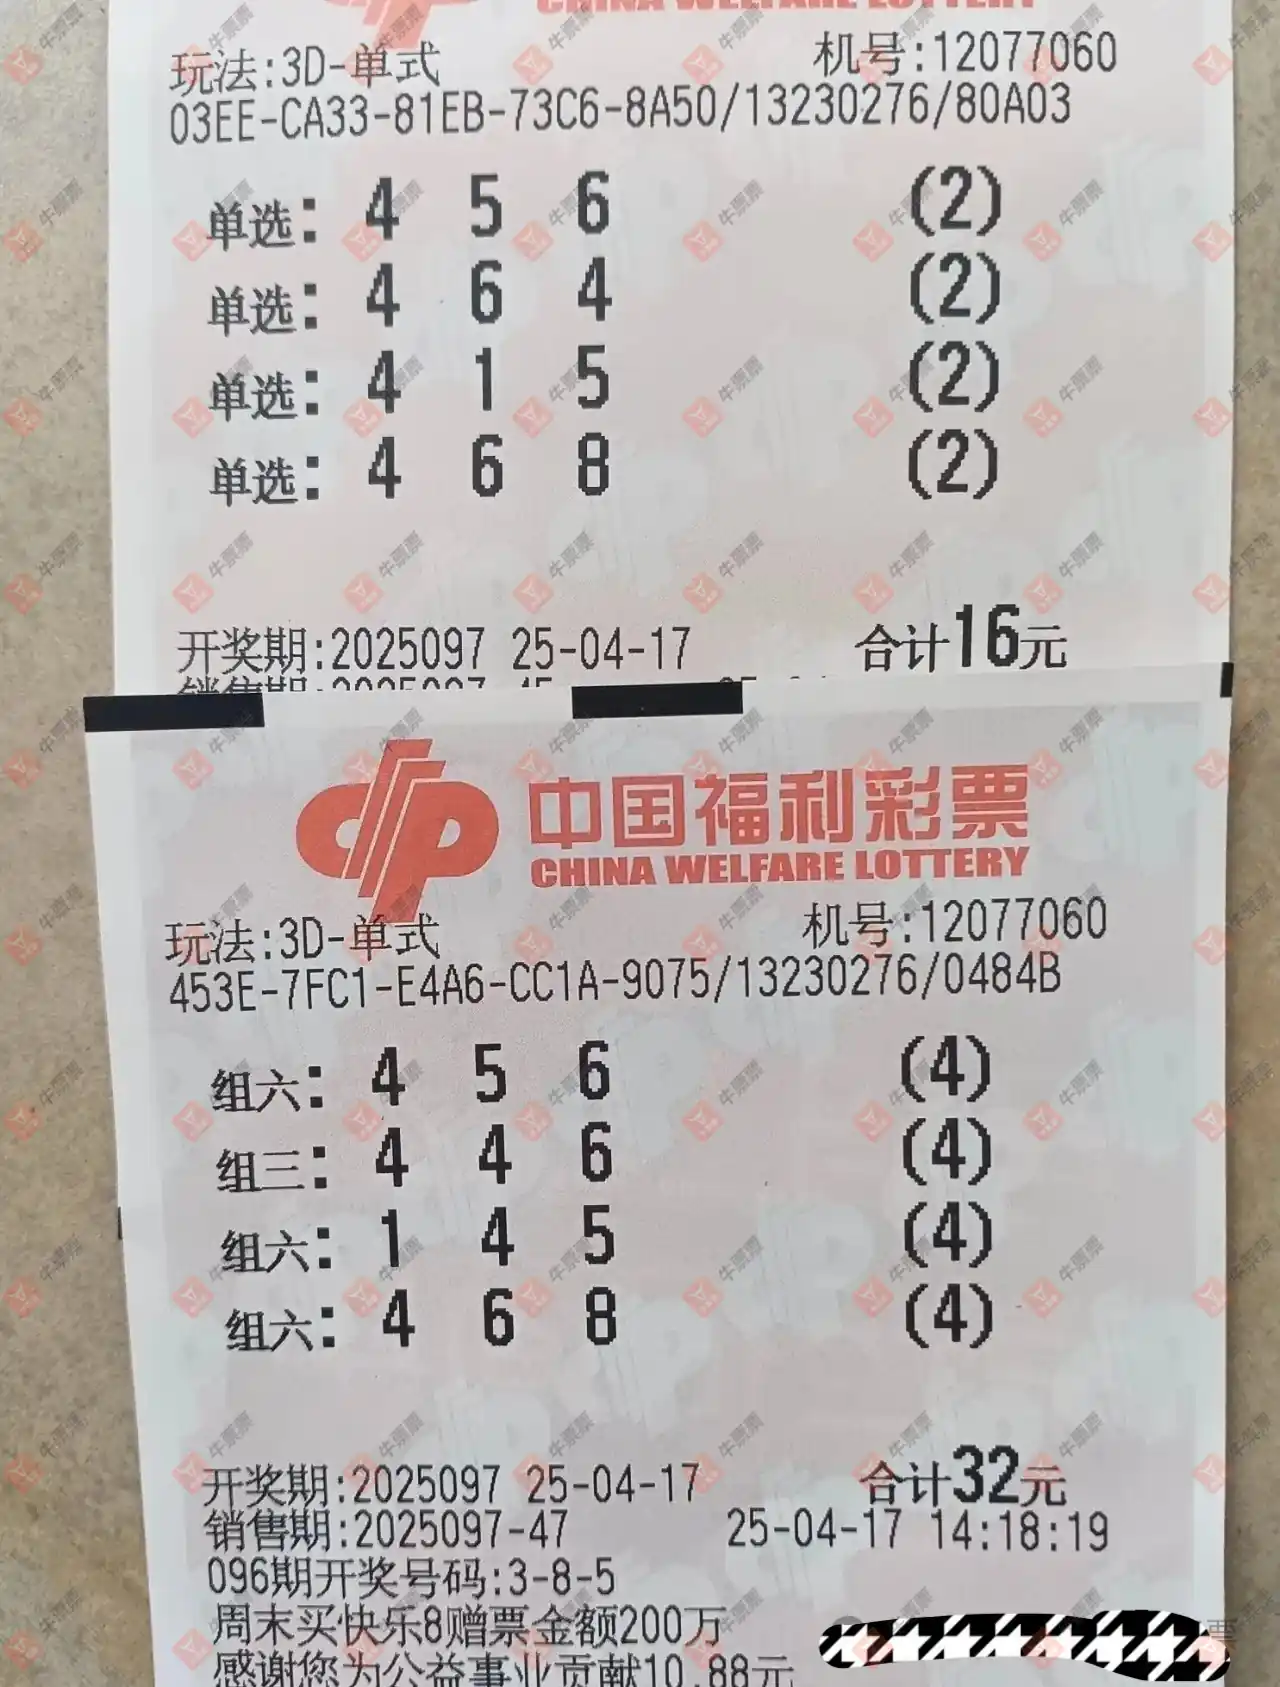 CHINA WELFARE LOTTERY
玩法:3D-单式 机号:12077060
03EE-CA33-81EB-73C6-8A50/13230276/80A03
单选: 4 5 6 (2)
单选: 4 6 4 (2)
单选: 4 1 5 (2)
单选: 4 6 8 (2)
开奖期:2025097 25-04-17 合计16元
中国福利彩票
CHINA WELFARE LOTTERY
玩法:3D-单式 机号:12077060
453E-7FC1-E4A6-CC1A-9075/13230276/0484B
组六: 4 5 6 (4)
组三: 4 4 6 (4)
组六: 1 4 5 (4)
组六: 4 6 8 (4)
开奖期:2025097 25-04-17 合计32元
销售期:2025097-47 25-04-17 14:18:19
096期开奖号码:3-8-5
周末买快乐8赠票金额200万
感谢您为公益事业贡献10.88元
牛票票